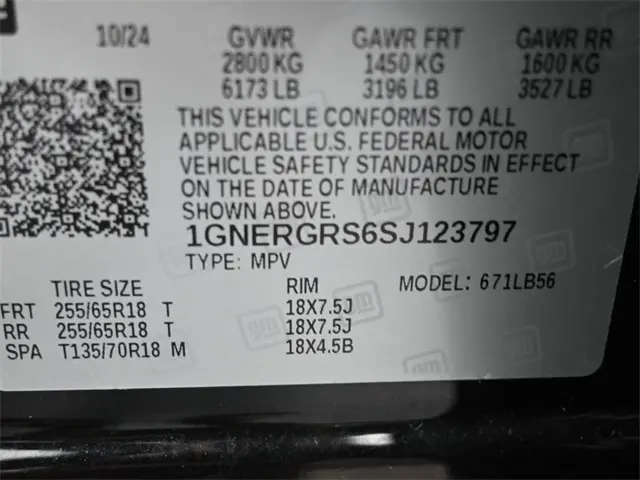 10/24 GVWR GAWR FRT GAWR RR
2800 KG 1450 KG 1600 KG
6173 LB 3196 LB 3527 LB
THIS VEHICLE CONFORMS TO ALL
APPLICABLE U.S. FEDERAL MOTOR
VEHICLE SAFETY STANDARDS IN EFFECT
ON THE DATE OF MANUFACTURE
SHOWN ABOVE.
1GNERGRS6SJ123797
TYPE: MPV
TIRE SIZE RIM MODEL: 671LB56
FRT 255/65R18 T 18X7.5J
RR 255/65R18 T 18X7.5J
SPA T135/70R18 M 18X4.5B
gm